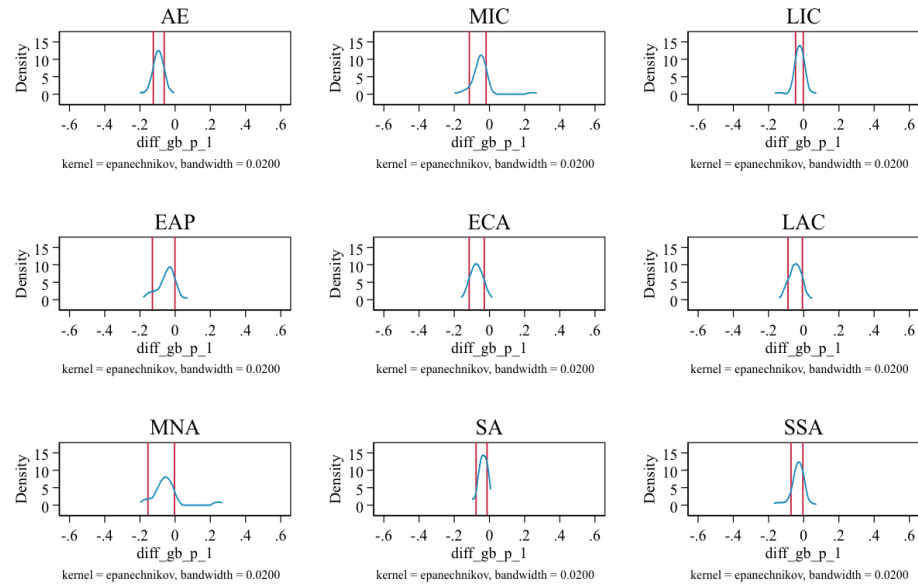 AE
MIC
LIC
Density
15
10
5
0
-.6 -.4 -.2 0 .2 .4 .6
diff_gb_p_1
kernel = epanechnikov, bandwidth = 0.0200
Density
15
10
5
0
-.6 -.4 -.2 0 .2 .4 .6
diff_gb_p_1
kernel = epanechnikov, bandwidth = 0.0200
Density
15
10
5
0
-.6 -.4 -.2 0 .2 .4 .6
diff_gb_p_1
kernel = epanechnikov, bandwidth = 0.0200
EAP
ECA
LAC
Density
15
10
5
0
-.6 -.4 -.2 0 .2 .4 .6
diff_gb_p_1
kernel = epanechnikov, bandwidth = 0.0200
Density
15
10
5
0
-.6 -.4 -.2 0 .2 .4 .6
diff_gb_p_1
kernel = epanechnikov, bandwidth = 0.0200
Density
15
10
5
0
-.6 -.4 -.2 0 .2 .4 .6
diff_gb_p_1
kernel = epanechnikov, bandwidth = 0.0200
MNA
SA
SSA
Density
15
10
5
0
-.6 -.4 -.2 0 .2 .4 .6
diff_gb_p_1
kernel = epanechnikov, bandwidth = 0.0200
Density
15
10
5
0
-.6 -.4 -.2 0 .2 .4 .6
diff_gb_p_1
kernel = epanechnikov, bandwidth = 0.0200
Density
15
10
5
0
-.6 -.4 -.2 0 .2 .4 .6
diff_gb_p_1
kernel = epanechnikov, bandwidth = 0.0200